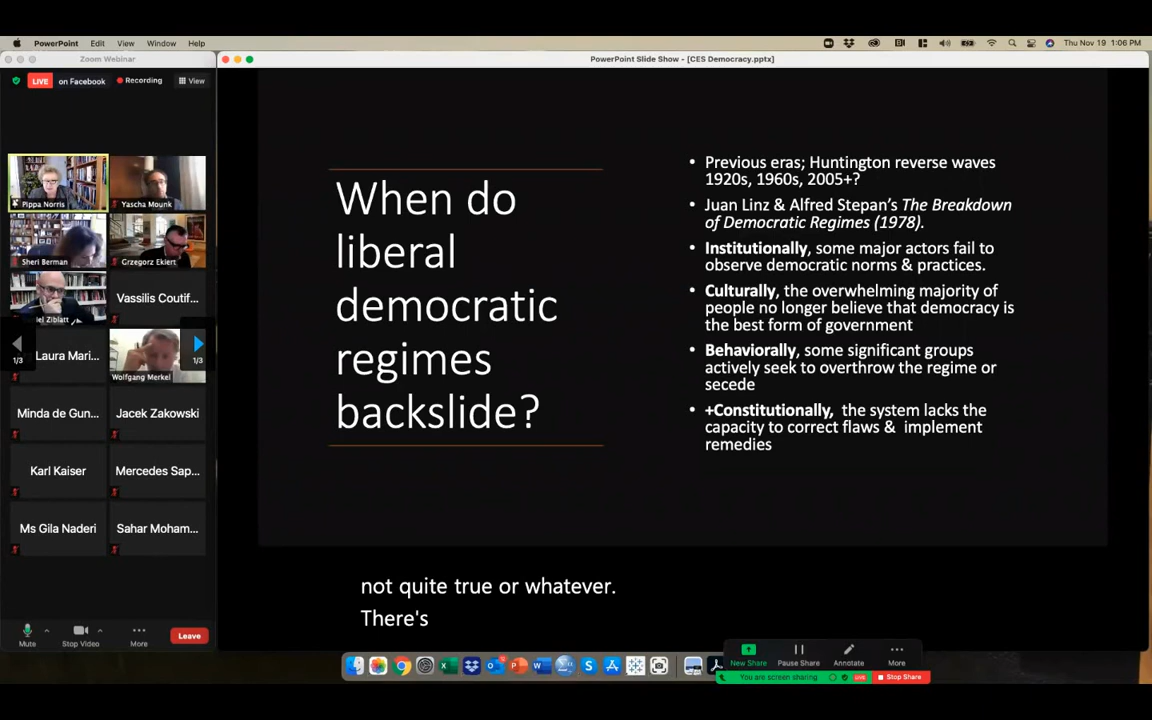 PowerPoint Edit View Window Help
Thu Nov 19 1:06 PM
Zoom Webinar
PowerPoint Slide Show - [CES Democracy.pptx]
LIVE on Facebook Recording View
Pippa Norris
Yascha Mounk
Sheri Berman
Grzegorz Ekiert
iel Ziblatt
Vassilis Coutif...
1/3
Laura Mari...
1/3
Wolfgang Merkel
Minda de Gun...
Jacek Zakowski
Karl Kaiser
Mercedes Sap...
Ms Gila Naderi
Sahar Moham...
Mute
Stop Video
More
Leave
When do
liberal
democratic
regimes
backslide?
• Previous eras; Huntington reverse waves
1920s, 1960s, 2005+?
• Juan Linz & Alfred Stepan’s The Breakdown
of Democratic Regimes (1978).
• Institutionally, some major actors fail to
observe democratic norms & practices.
• Culturally, the overwhelming majority of
people no longer believe that democracy is
the best form of government
• Behaviorally, some significant groups
actively seek to overthrow the regime or
secede
• +Constitutionally, the system lacks the
capacity to correct flaws & implement
remedies
not quite true or whatever.
There's
New Share
Pause Share
Annotate
More
You are screen sharing
LIVE
Stop Share